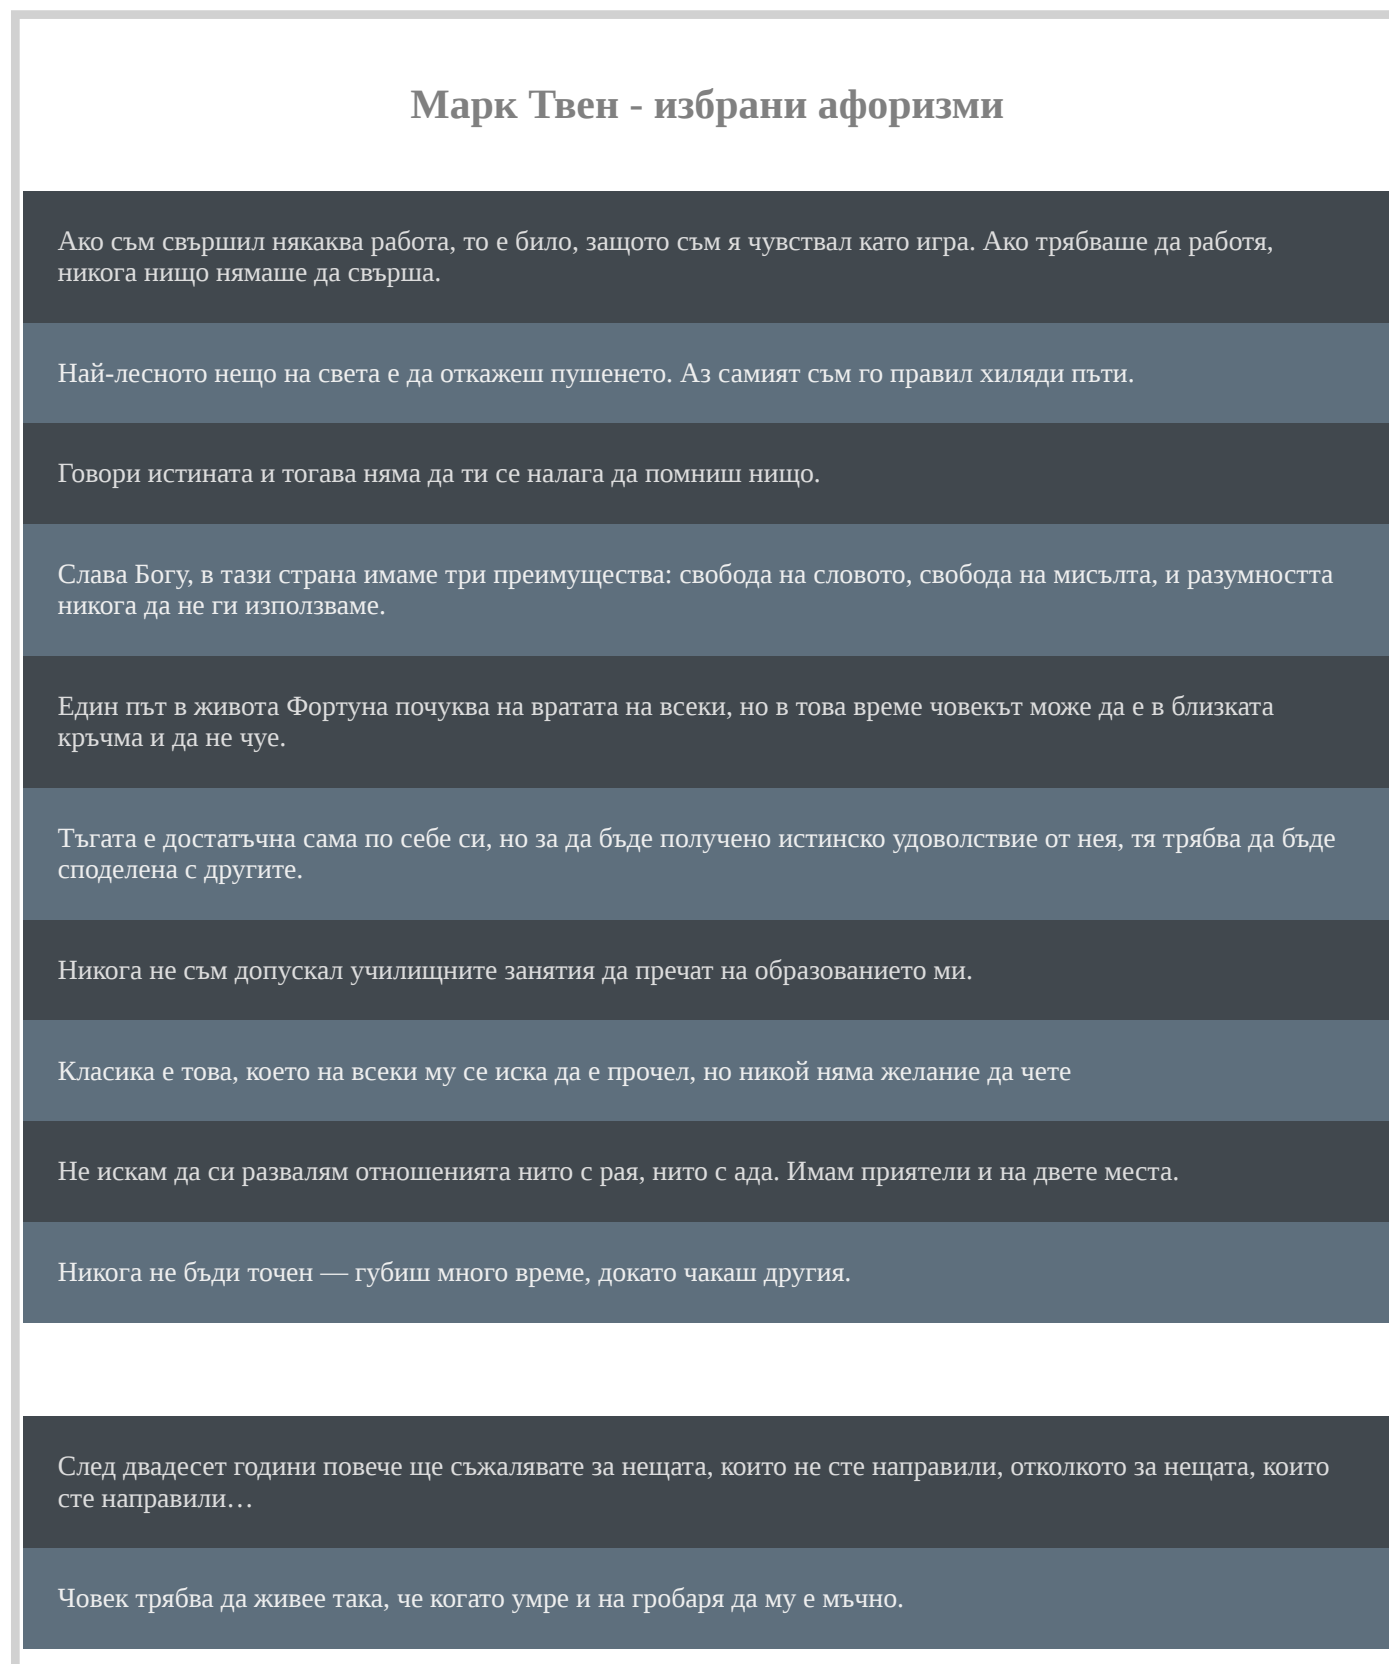 Марк Твен - избрани афоризми
Ако съм свършил някаква работа, то е било, защото съм я чувствал като игра. Ако трябваше да работя,
никога нищо нямаше да свърша.
Най-лесното нещо на света е да откажеш пушенето. Аз самият съм го правил хиляди пъти.
Говори истината и тогава няма да ти се налага да помниш нищо.
Слава Богу, в тази страна имаме три преимущества: свобода на словото, свобода на мисълта, и разумността
никога да не ги използваме.
Един път в живота Фортуна почуква на вратата на всеки, но в това време човекът може да е в близката
кръчма и да не чуе.
Тъгата е достатъчна сама по себе си, но за да бъде получено истинско удоволствие от нея, тя трябва да бъде
споделена с другите.
Никога не съм допускал училищните занятия да пречат на образованието ми.
Класика е това, което на всеки му се иска да е прочел, но никой няма желание да чете
Не искам да си развалям отношенията нито с рая, нито с ада. Имам приятели и на двете места.
Никога не бъди точен — губиш много време, докато чакаш другия.
След двадесет години повече ще съжалявате за нещата, които не сте направили, отколкото за нещата, които
сте направили…
Човек трябва да живее така, че когато умре и на гробаря да му е мъчно.